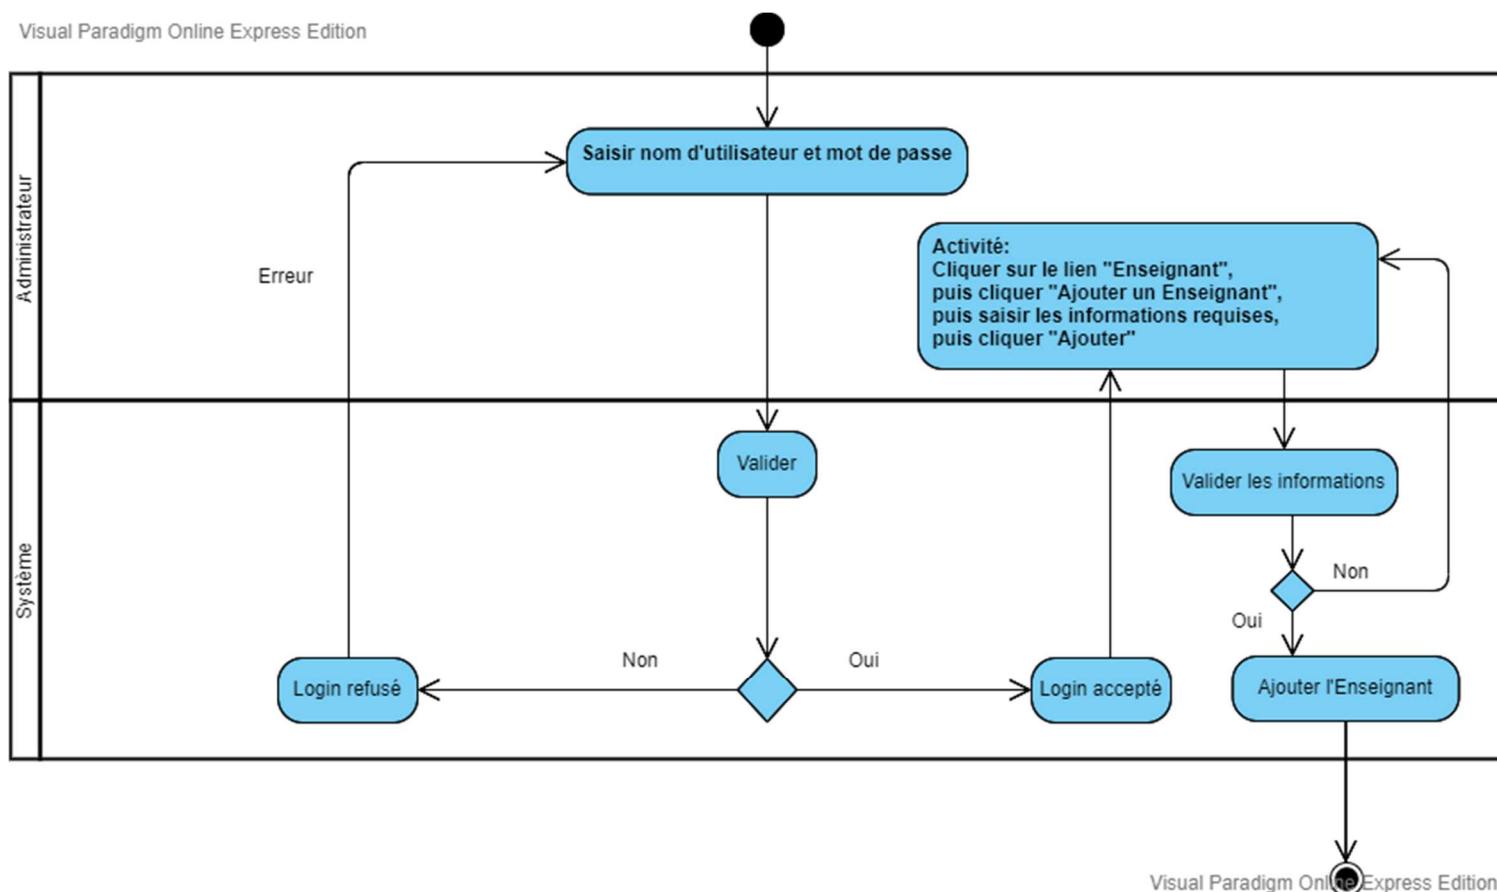 Visual Paradigm Online Express Edition
Administrateur
Saisir nom d'utilisateur et mot de passe
Erreur
Activité:
Cliquer sur le lien "Enseignant",
puis cliquer "Ajouter un Enseignant",
puis saisir les informations requises,
puis cliquer "Ajouter"
Système
Valider
Valider les informations
Non
Oui
Non
Oui
Login refusé
Login accepté
Ajouter l'Enseignant
Visual Paradigm Online Express Edition